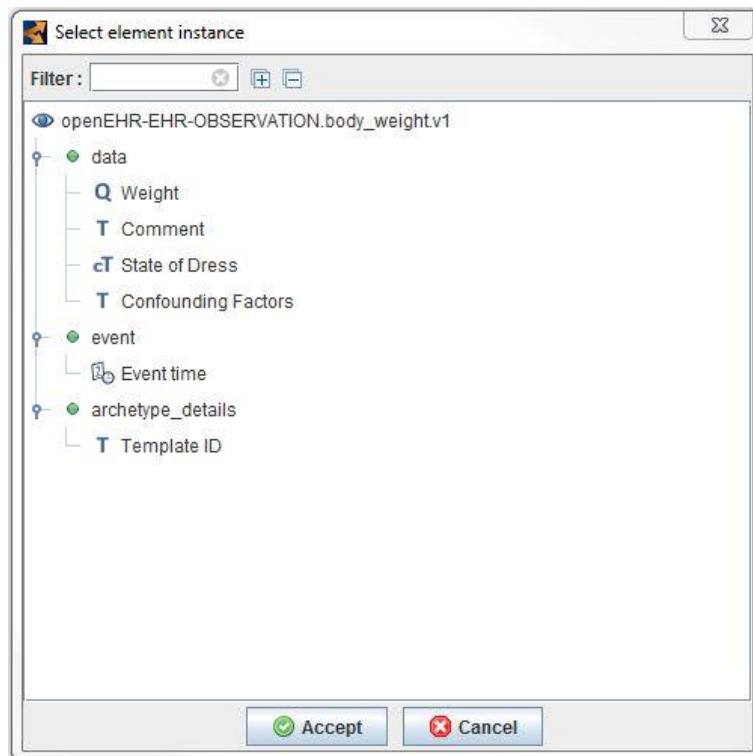 Select element instance
Filter :
openEHR-EHR-OBSERVATION.body_weight.v1
data
Q Weight
T Comment
cT State of Dress
T Confounding Factors
event
Event time
archetype_details
T Template ID
Accept Cancel